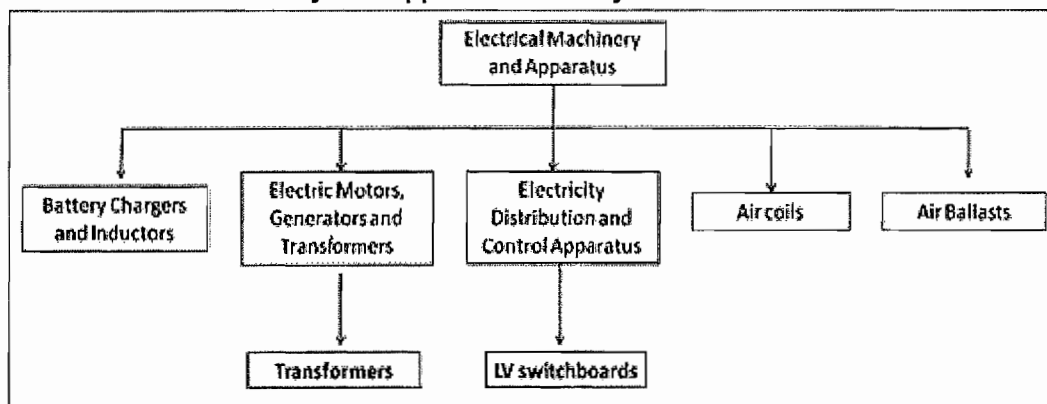 Electrical Machinery
and Apparatus
Battery Chargers
and Inductors
Electric Motors,
Generators and
Transformers
Electricity
Distribution and
Control Apparatus
Air coils
Air Ballasts
Transformers
LV switchboards